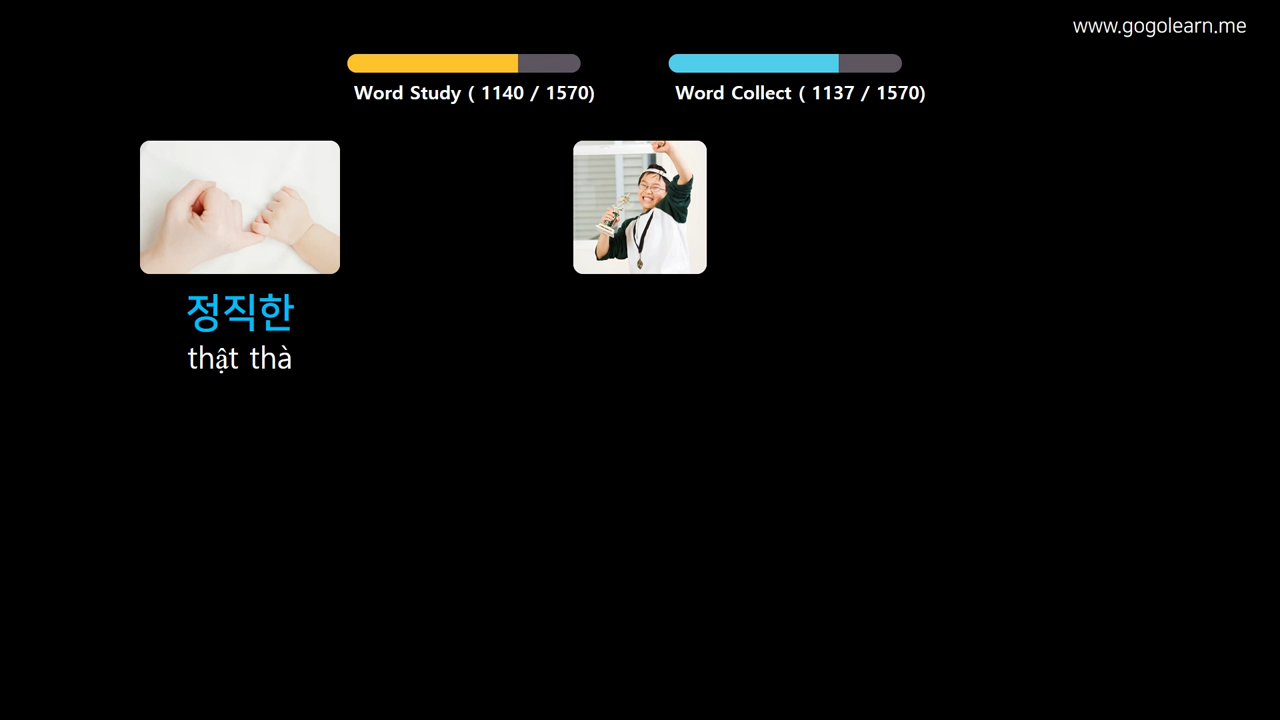 www.gogolearn.me
Word Study ( 1140 / 1570)
Word Collect ( 1137 / 1570)
정직한
thật thà